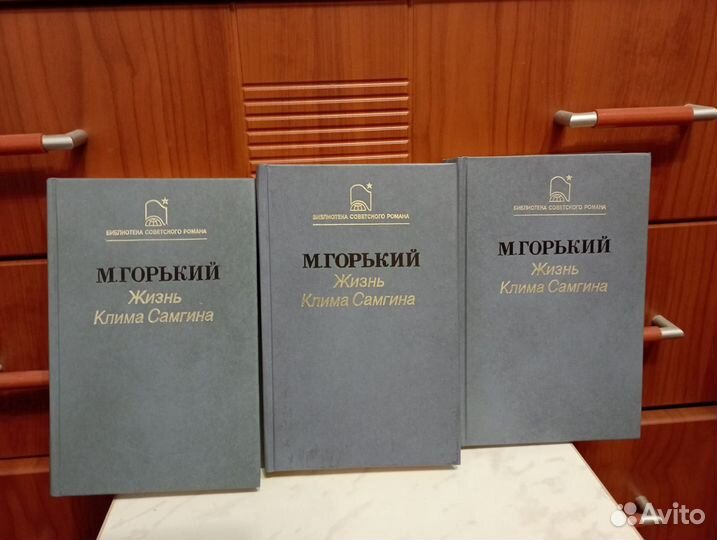 БИБЛИОТЕКА СОВЕТСКОГО РОМАНА
М.ГОРЬКИЙ
Жизнь
Клима Самгина
БИБЛИОТЕКА СОВЕТСКОГО РОМАНА
М.ГОРЬКИЙ
Жизнь
Клима Самгина
БИБЛИОТЕКА СОВЕТСКОГО РОМАНА
М.ГОРЬКИЙ
Жизнь
Клима Самгина
Avito